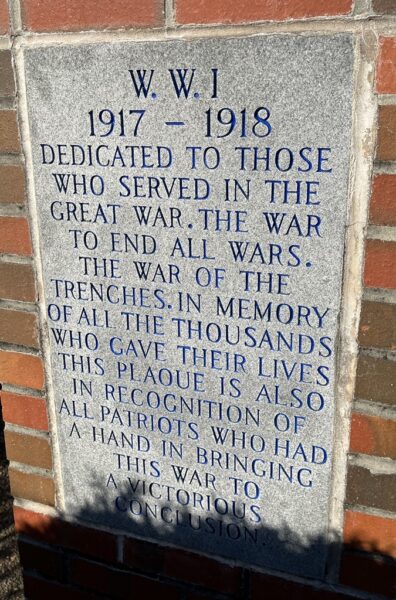 W. W. I
1917 – 1918
DEDICATED TO THOSE
WHO SERVED IN THE
GREAT WAR. THE WAR
TO END ALL WARS.
THE WAR OF THE
TRENCHES. IN MEMORY
OF ALL THE THOUSANDS
WHO GAVE THEIR LIVES
THIS PLAQUE IS ALSO
IN RECOGNITION OF
ALL PATRIOTS WHO HAD
A HAND IN BRINGING
THIS WAR TO
A VICTORIOUS
CONCLUSION.